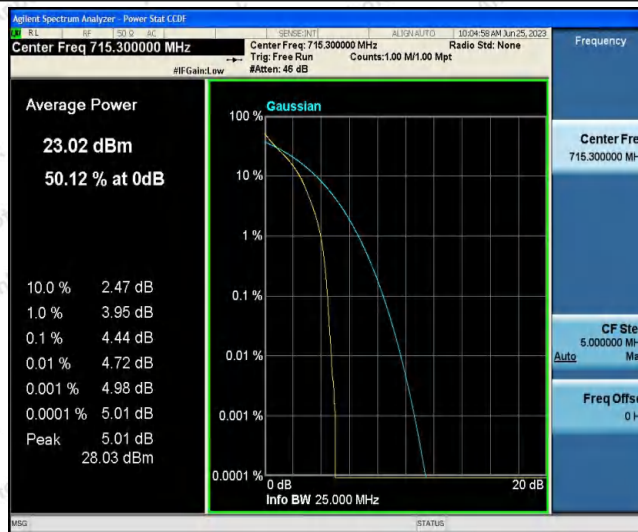 Agilent Spectrum Analyzer - Power Stat CCDF
RL RF 50 Ω AC SENSE:INT ALIGN AUTO 10:04:58 AM Jun 25, 2023
Center Freq 715.300000 MHz
Center Freq: 715.300000 MHz Radio Std: None
Trig: Free Run Counts:1.00 M/1.00 Mpt
#IFGain:Low #Atten: 46 dB
Frequency
Average Power
23.02 dBm
50.12 % at 0dB
10.0 % 2.47 dB
1.0 % 3.95 dB
0.1 % 4.44 dB
0.01 % 4.72 dB
0.001 % 4.98 dB
0.0001 % 5.01 dB
Peak 5.01 dB
28.03 dBm
Gaussian
100 %
10 %
1 %
0.1 %
0.01 %
0.001 %
0.0001 %
0 dB 20 dB
Info BW 25.000 MHz
Center Fre
715.300000 MH
CF Ste
5.000000 MH
Auto Ma
Freq Offse
0 H
MSG STATUS